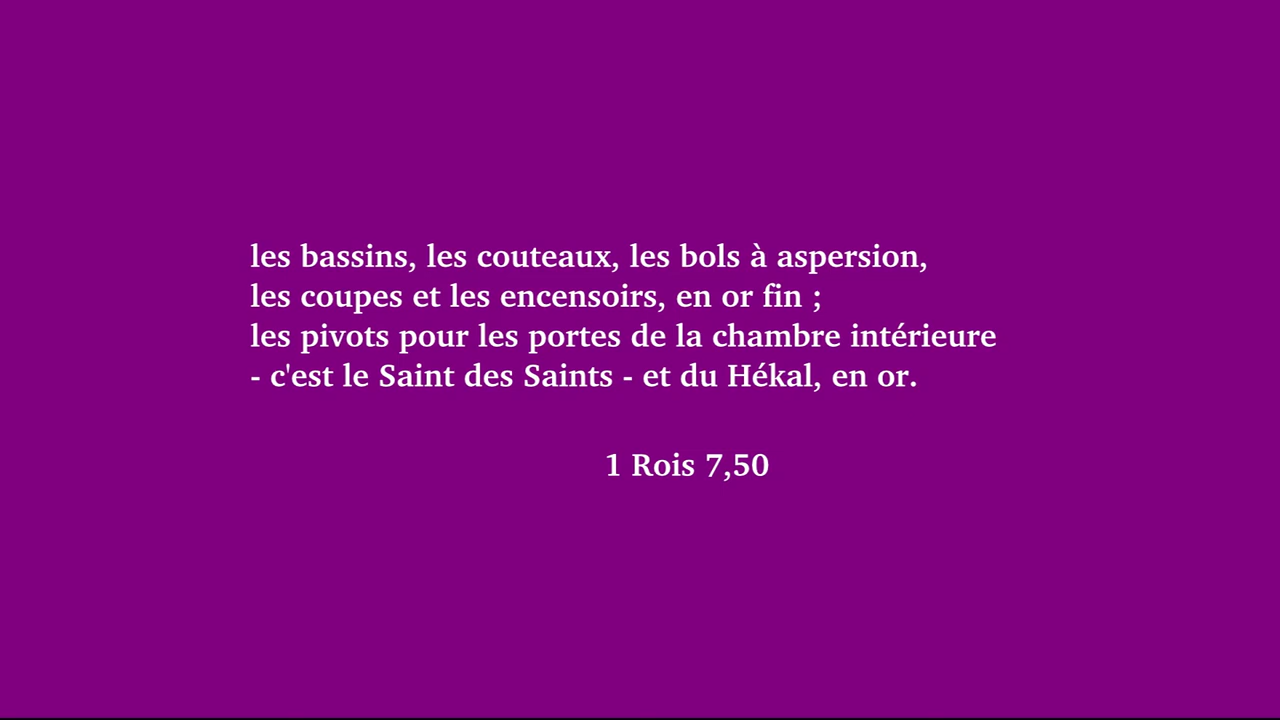 les bassins, les couteaux, les bols à aspersion,
les coupes et les encensoirs, en or fin ;
les pivots pour les portes de la chambre intérieure
- c'est le Saint des Saints - et du Hékal, en or.
1 Rois 7,50